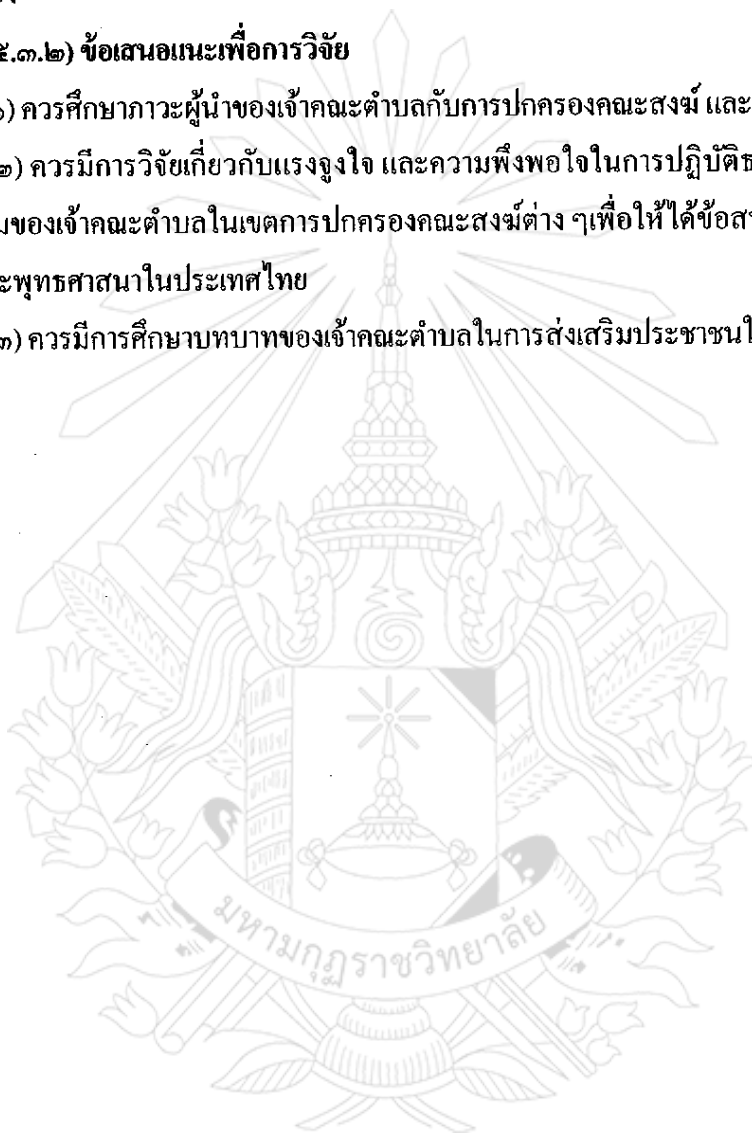 ๕.๓.๒) ข้อเสนอแนะเพื่อการวิจัย
๑) ควรศึกษาภาวะผู้นำของเจ้าคณะตำบลกับการปกครองคณะสงฆ์ และ
๒) ควรมีการวิจัยเกี่ยวกับแรงจูงใจ และความพึงพอใจในการปฏิบัติ
ของเจ้าคณะตำบลในเขตการปกครองคณะสงฆ์ต่าง ๆเพื่อให้ได้
ะพุทธศาสนาในประเทศไทย
๓) ควรมีการศึกษาบทบาทของเจ้าคณะตำบลในการส่งเสริมประชาชนใ
มหามกุฏราชวิทยาลัย